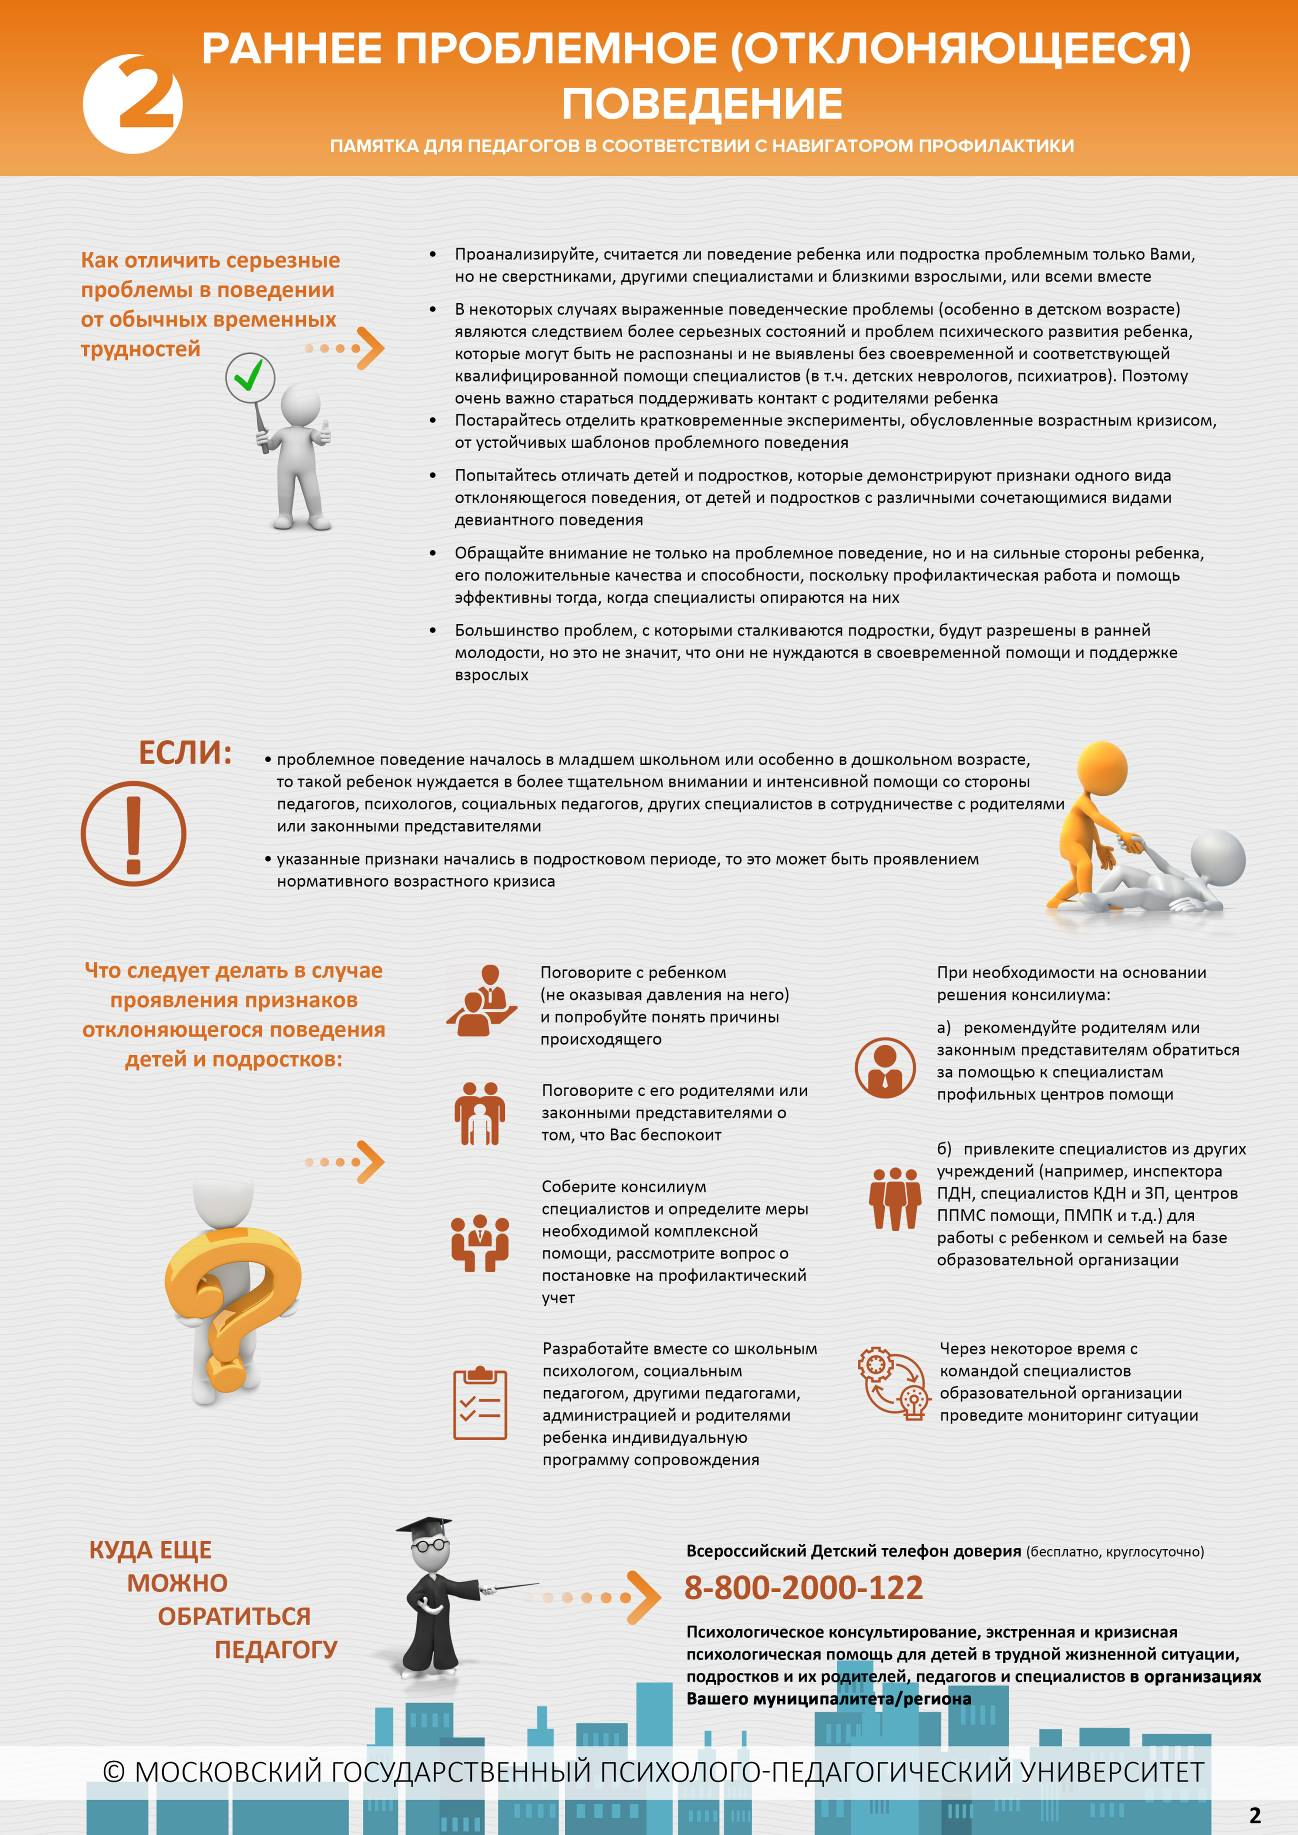 2
РАННЕЕ ПРОБЛЕМНОЕ (ОТКЛОНЯЮЩЕЕСЯ)
ПОВЕДЕНИЕ
ПАМЯТКА ДЛЯ ПЕДАГОГОВ В СООТВЕТСТВИИ С НАВИГАТОРОМ ПРОФИЛАКТИКИ
Как отличить серьезные
проблемы в поведении
от обычных временных
трудностей
• Проанализируйте, считается ли поведение ребенка или подростка проблемным только Вами,
но не сверстниками, другими специалистами и близкими взрослыми, или всеми вместе
• В некоторых случаях выраженные поведенческие проблемы (особенно в детском возрасте)
являются следствием более серьезных состояний и проблем психического развития ребенка,
которые могут быть не распознаны и не выявлены без своевременной и соответствующей
квалифицированной помощи специалистов (в т.ч. детских неврологов, психиатров). Поэтому
очень важно стараться поддерживать контакт с родителями ребенка
• Постарайтесь отделить кратковременные эксперименты, обусловленные возрастным кризисом,
от устойчивых шаблонов проблемного поведения
• Попытайтесь отличать детей и подростков, которые демонстрируют признаки одного вида
отклоняющегося поведения, от детей и подростков с различными сочетающимися видами
девиантного поведения
• Обращайте внимание не только на проблемное поведение, но и на сильные стороны ребенка,
его положительные качества и способности, поскольку профилактическая работа и помощь
эффективны тогда, когда специалисты опираются на них
• Большинство проблем, с которыми сталкиваются подростки, будут разрешены в ранней
молодости, но это не значит, что они не нуждаются в своевременной помощи и поддержке
взрослых
ЕСЛИ:
• проблемное поведение началось в младшем школьном или особенно в дошкольном возрасте,
то такой ребенок нуждается в более тщательном внимании и интенсивной помощи со стороны
педагогов, психологов, социальных педагогов, других специалистов в сотрудничестве с родителями
или законными представителями
• указанные признаки начались в подростковом периоде, то это может быть проявлением
нормативного возрастного кризиса
Что следует делать в случае
проявления признаков
отклоняющегося поведения
детей и подростков:
Поговорите с ребенком
(не оказывая давления на него)
и попробуйте понять причины
происходящего
Поговорите с его родителями или
законными представителями о
том, что Вас беспокоит
Соберите консилиум
специалистов и определите меры
необходимой комплексной
помощи, рассмотрите вопрос о
постановке на профилактический
учет
Разработайте вместе со школьным
психологом, социальным
педагогом, другими педагогами,
администрацией и родителями
ребенка индивидуальную
программу сопровождения
При необходимости на основании
решения консилиума:
а) рекомендуйте родителям или
законным представителям обратиться
за помощью к специалистам
профильных центров помощи
б) привлеките специалистов из других
учреждений (например, инспектора
ПДН, специалистов КДН и ЗП, центров
ППМС помощи, ПМПК и т.д.) для
работы с ребенком и семьей на базе
образовательной организации
Через некоторое время с
командой специалистов
образовательной организации
проведите мониторинг ситуации
КУДА ЕЩЕ
МОЖНО
ОБРАТИТЬСЯ
ПЕДАГОГУ
Всероссийский Детский телефон доверия (бесплатно, круглосуточно)
8-800-2000-122
Психологическое консультирование, экстренная и кризисная
психологическая помощь для детей в трудной жизненной ситуации,
подростков и их родителей, педагогов и специалистов в организациях
Вашего муниципалитета/региона
© МОСКОВСКИЙ ГОСУДАРСТВЕННЫЙ ПСИХОЛОГО-ПЕДАГОГИЧЕСКИЙ УНИВЕРСИТЕТ
2